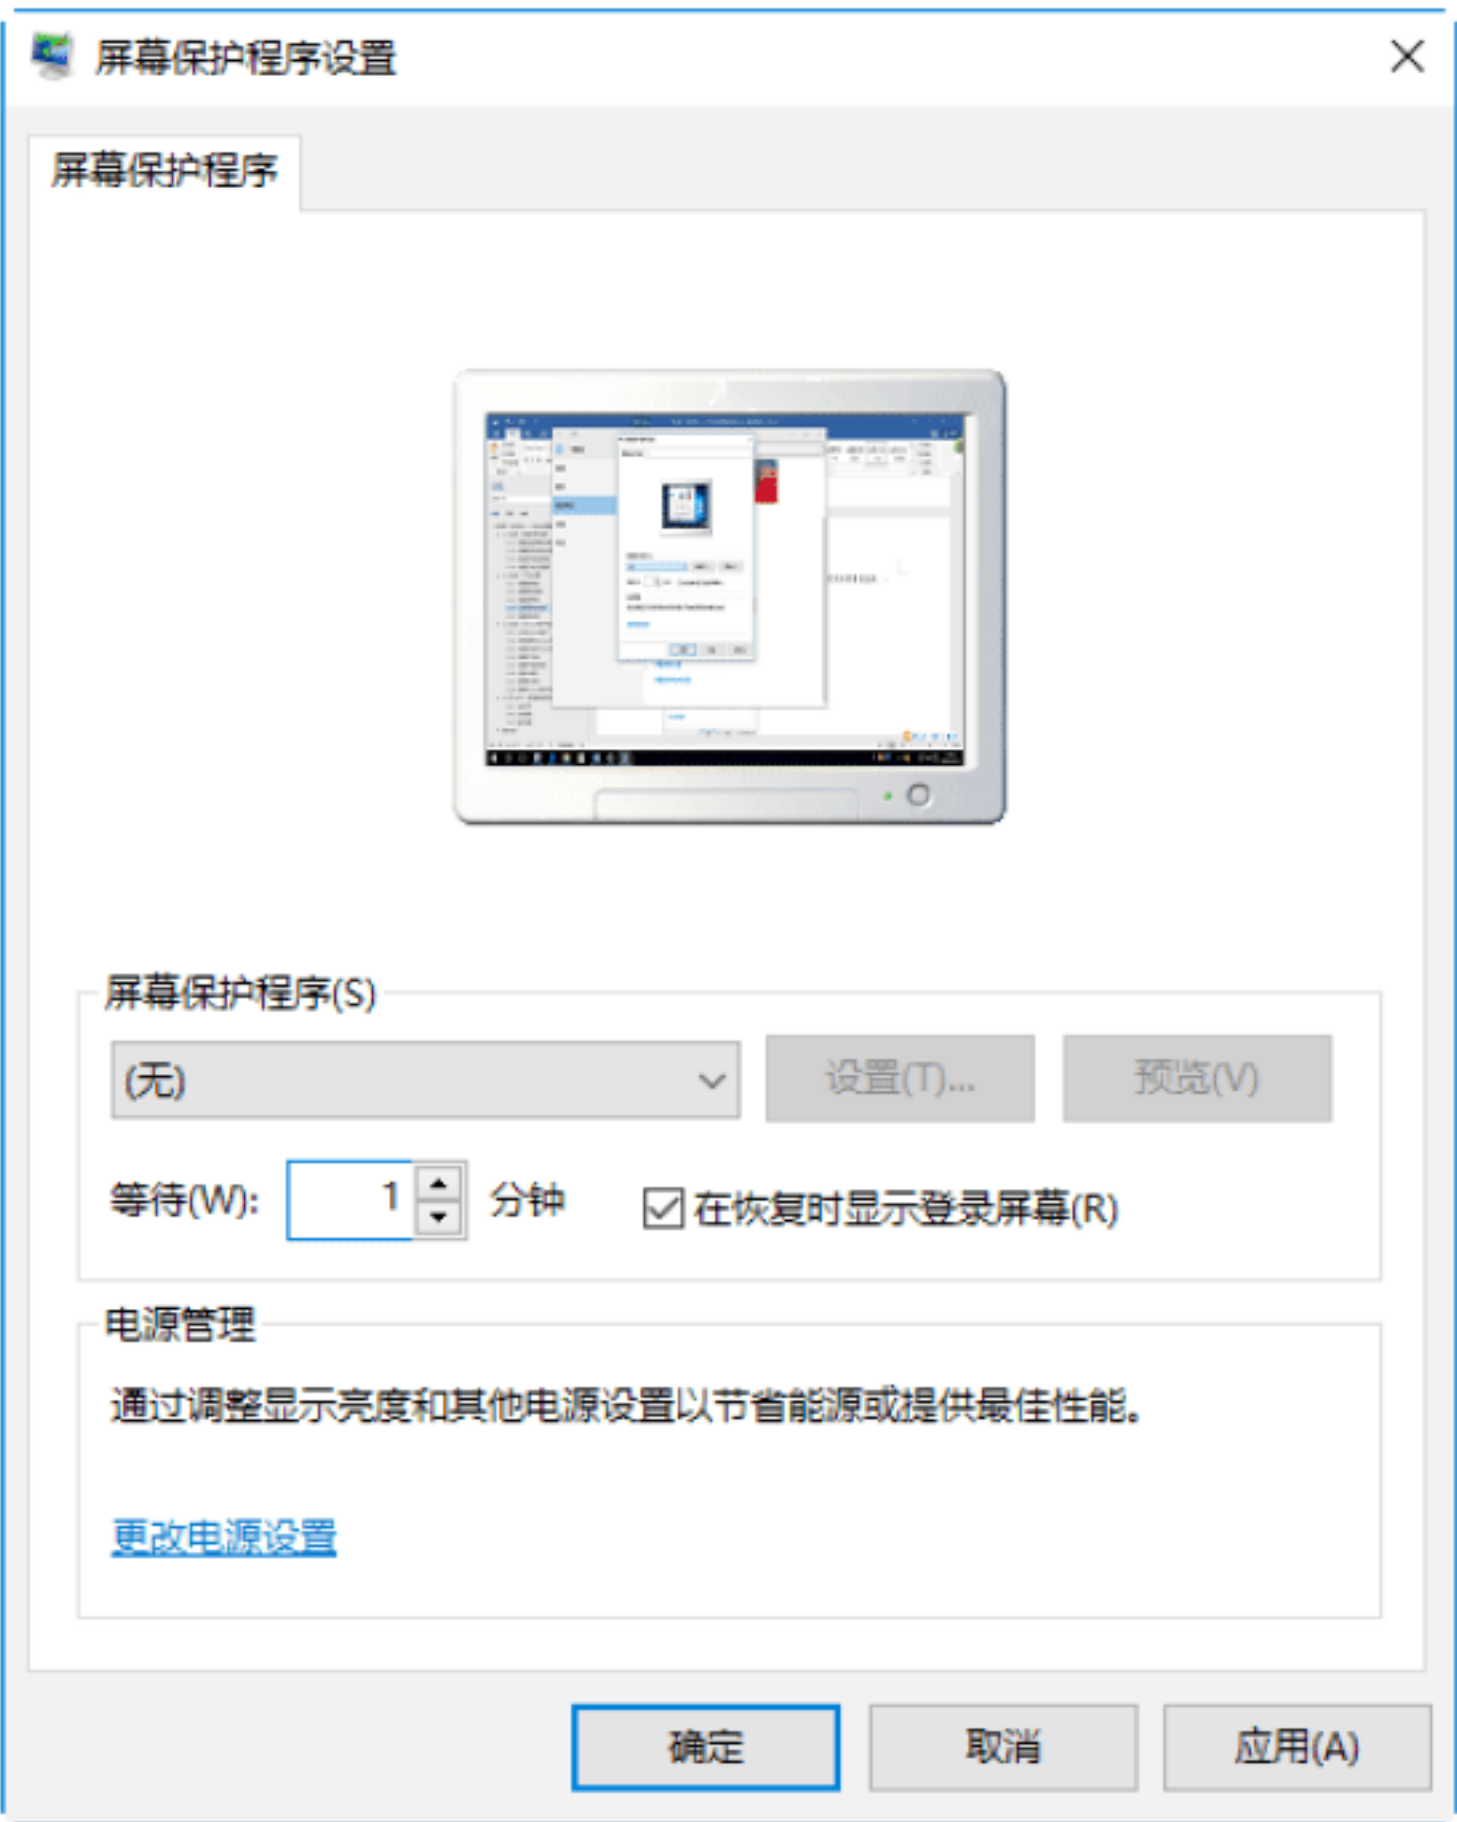 屏幕保护程序设置
屏幕保护程序
屏幕保护程序(S)
(无)
设置(T)...
预览(V)
等待(W):
1
分钟
在恢复时显示登录屏幕(R)
电源管理
通过调整显示亮度和其他电源设置以节省能源或提供最佳性能。
更改电源设置
确定
取消
应用(A)